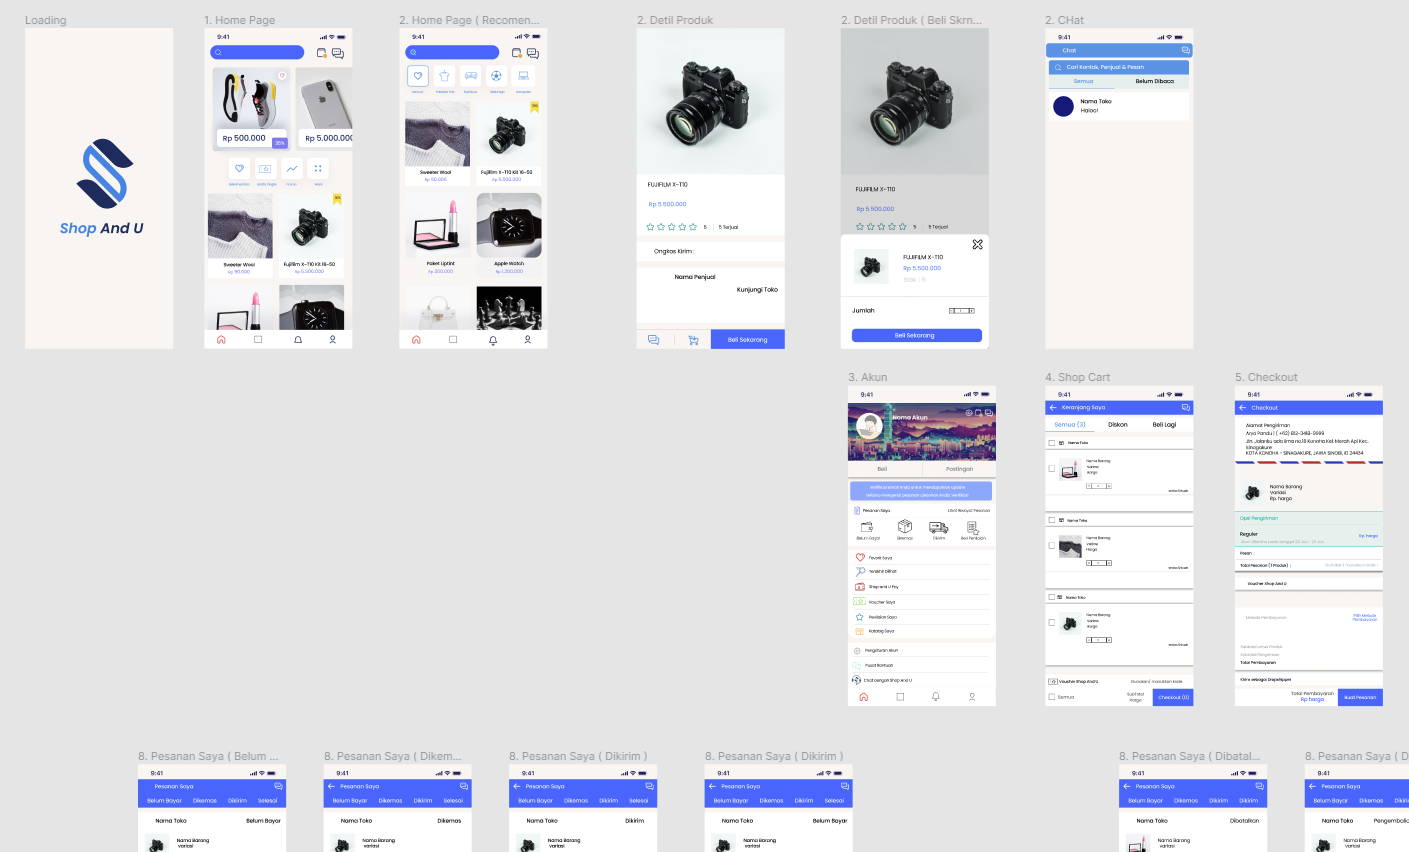 Loading
1. Home Page
2. Home Page ( Recomen...
2. Detil Produk
2. Detil Produk ( Beli Skrn...
2. CHat
Shop And U
9:41
Rp 500.000
35%
Rp 5.000.000
Sweeter Wool
Rp 90.000
Fujifilm X-T10 Kit 16-50
Rp 5.500.000
9:41
Sweeter Wool
Rp 90.000
Fujifilm X-T10 Kit 16-50
Rp 5.500.000
Paket Liptint
Rp 300.000
Apple Watch
Rp 1.200.000
FUJIFILM X-T10
Rp 5.500.000
5
5 Terjual
Ongkos Kirim :
Nama Penjual
Kunjungi Toko
Beli Sekarang
FUJIFILM X-T10
Rp 5.500.000
5
5 Terjual
FUJIFILM X-T10
Rp 5.500.000
Stok : 5
Jumlah
Beli Sekarang
9:41
Chat
Cari Kontak, Penjual & Pesan
Semua
Belum Dibaca
Nama Toko
Haloo!
3. Akun
4. Shop Cart
5. Checkout
9:41
Nama Akun
Beli
Postingan
Pesanan Saya
Lihat Riwayat Pesanan
Belum Bayar
Dikemas
Dikirim
Beri Penilaian
Favorit Saya
Terakhir Dilihat
Shop and U Pay
Voucher Saya
Penilaian Saya
Katalog Saya
Pengaturan Akun
Pusat Bantuan
Chat Dengan Shop And U
9:41
Keranjang Saya
Semua (3)
Diskon
Beli Lagi
Nama Toko
Nama Barang
Variasi
Harga
Nama Toko
Nama Barang
Variasi
Harga
Nama Toko
Nama Barang
Variasi
Harga
Voucher Shop And U
Gunakan/ masukkan kode
Semua
SubTotal
Harga
Checkout (0)
9:41
Checkout
Alamat Pengiriman
Arya Pandu | ( +62) 812-348-9999
Jln. Jalanku ada lima no.18 Konoha Kel. Merah Api Kec.
Sinagakure
KOTA KONOHA - SINAGAKURE, JAWA SINOBI, ID 24434
Nama Barang
Variasi
Rp. harga
Opsi Pengiriman
Reguler
Rp. harga
Pesan :
Total Pesanan ( 1 Produk) :
Voucher Shop And U
Metode Pembayaran
Pilih Metode
Pembayaran
Subtotal untuk Produk
Subtotal Pengiriman
Total Pembayaran
Kirim sebagai Dropshipper
Total Pembayaran
Rp harga
Buat Pesanan
8. Pesanan Saya ( Belum ...
8. Pesanan Saya ( Dikem...
8. Pesanan Saya ( Dikirim )
8. Pesanan Saya ( Dikirim )
8. Pesanan Saya ( Dibatal...
8. Pesanan Saya ( D
9:41
Pesanan Saya
Belum Bayar Dikemas Dikirim Selesai
Nama Toko
Belum Bayar
Nama Barang
variasi
9:41
Pesanan Saya
Belum Bayar Dikemas Dikirim Selesai
Nama Toko
Dikemas
Nama Barang
variasi
9:41
Pesanan Saya
Belum Bayar Dikemas Dikirim Selesai
Nama Toko
Dikirim
Nama Barang
variasi
9:41
Pesanan Saya
Belum Bayar Dikemas Dikirim Selesai
Nama Toko
Belum Bayar
Nama Barang
variasi
9:41
Pesanan Saya
Belum Bayar Dikemas Dikirim Dikirim
Nama Toko
Dibatalkan
Nama Barang
variasi
9:41
Pesanan Saya
Belum Bayar Dikemas
Nama Toko
Nama Barang
variasi